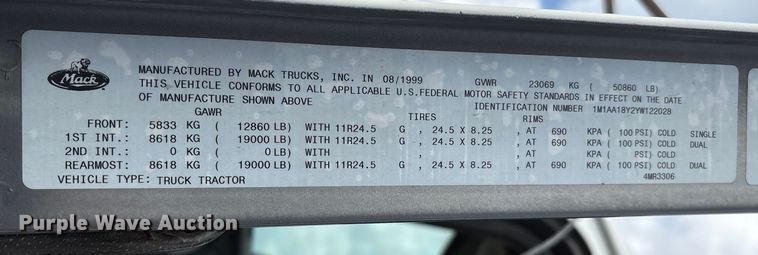 Mack
MANUFACTURED BY MACK TRUCKS, INC. IN 08/1999 GVWR 23069 KG ( 50860 LB)
THIS VEHICLE CONFORMS TO ALL APPLICABLE U.S.FEDERAL MOTOR SAFETY STANDARDS IN EFFECT ON THE DATE
OF MANUFACTURE SHOWN ABOVE IDENTIFICATION NUMBER 1M1AA18Y2YW122028
GAWR TIRES RIMS
FRONT: 5833 KG ( 12860 LB) WITH 11R24.5 G , 24.5 X 8.25 , AT 690 KPA ( 100 PSI) COLD SINGLE
1ST INT.: 8618 KG ( 19000 LB) WITH 11R24.5 G , 24.5 X 8.25 , AT 690 KPA ( 100 PSI) COLD DUAL
2ND INT.: 0 KG ( 0 LB) WITH , , AT KPA ( PSI) COLD
REARMOST: 8618 KG ( 19000 LB) WITH 11R24.5 G , 24.5 X 8.25 , AT 690 KPA ( 100 PSI) COLD DUAL
VEHICLE TYPE: TRUCK TRACTOR 4MR3306
Purple Wave Auction